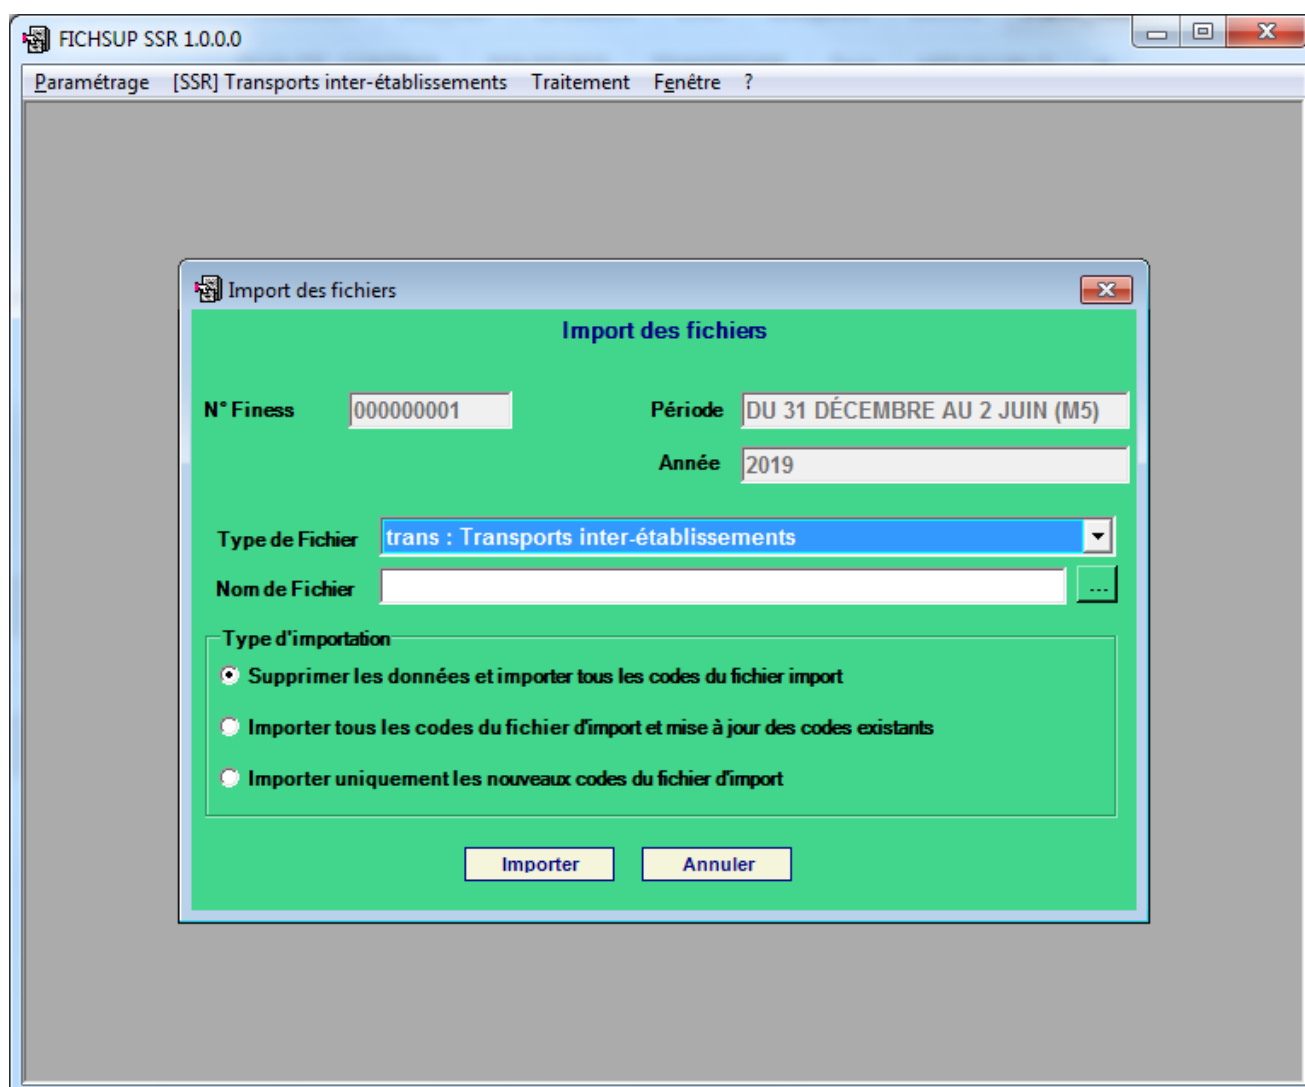 FICHSUP SSR 1.0.0.0
Paramétrage [SSR] Transports inter-établissements Traitement Fenêtre ?
Import des fichiers
Import des fichiers
N° Finess 000000001 Période DU 31 DÉCEMBRE AU 2 JUIN (M5)
Année 2019
Type de Fichier trans : Transports inter-établissements
Nom de Fichier ...
Type d'importation
Supprimer les données et importer tous les codes du fichier import
Importer tous les codes du fichier d'import et mise à jour des codes existants
Importer uniquement les nouveaux codes du fichier d'import
Importer Annuler